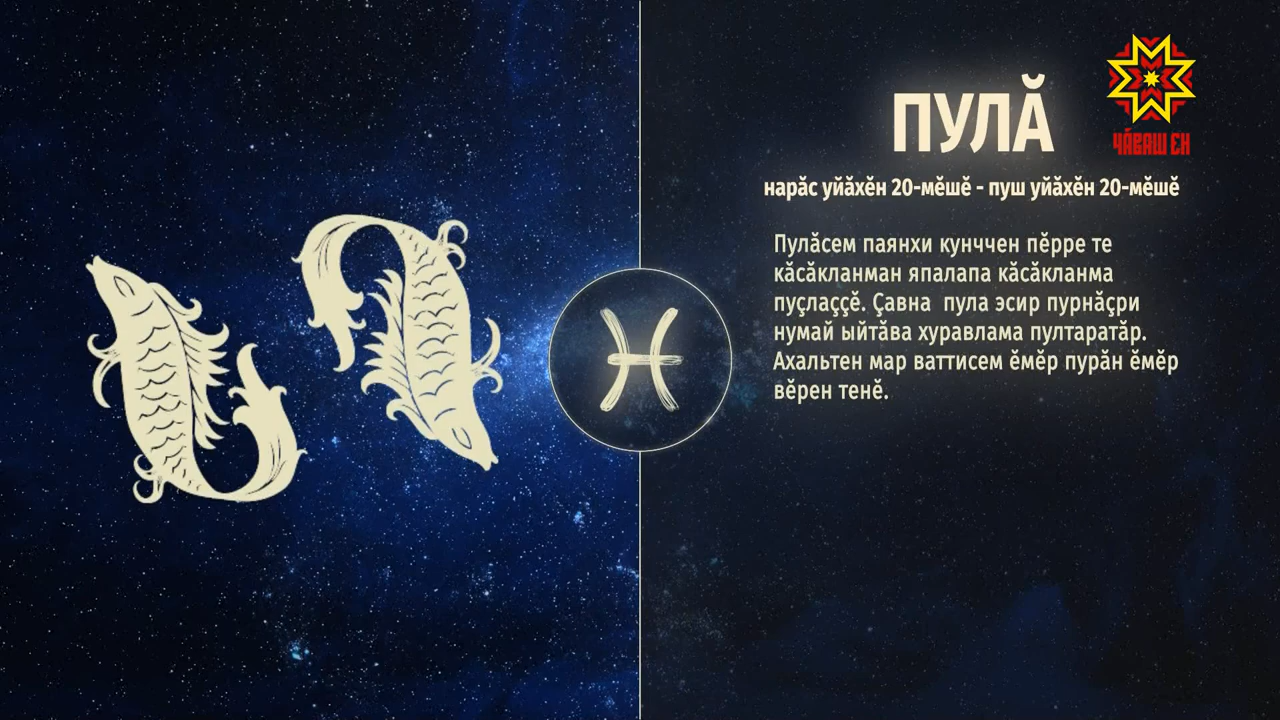 ПУЛĂ
ЧĂВАШ ЕН
нарăс уйăхĕн 20-мĕшĕ - пуш уйăхĕн 20-мĕшĕ
Пулăсем паянхи кунччен пĕрре те
кăсăкланман япалапа кăсăкланма
пуçлаççĕ. Çавна пула эсир пурнăçри
нумай ыйтăва хуравлама пултаратăр.
Ахальтен мар ваттисем ĕмĕр пурăн ĕмĕр
вĕрен тенĕ.